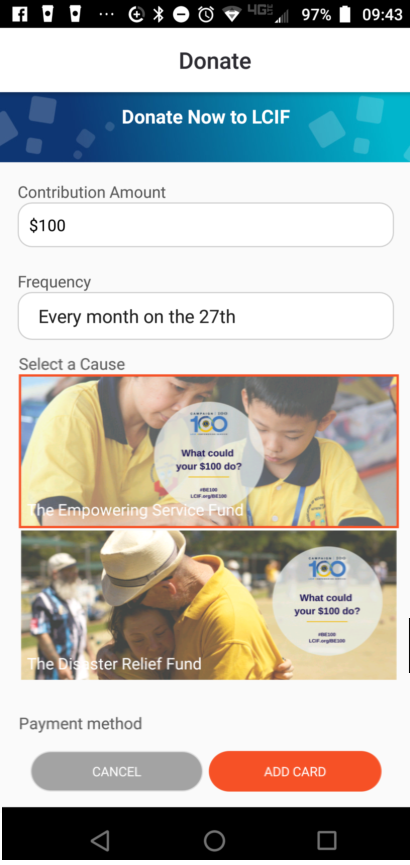 97% 09:43
Donate
Donate Now to LCIF
Contribution Amount
$100
Frequency
Every month on the 27th
Select a Cause
CAMPAIGN
100
What could
your $100 do?
#BE100
LCIF.org/BE100
The Empowering Service Fund
CAMPAIGN
100
What could
your $100 do?
#BE100
LCIF.org/BE100
The Disaster Relief Fund
Payment method
CANCEL
ADD CARD